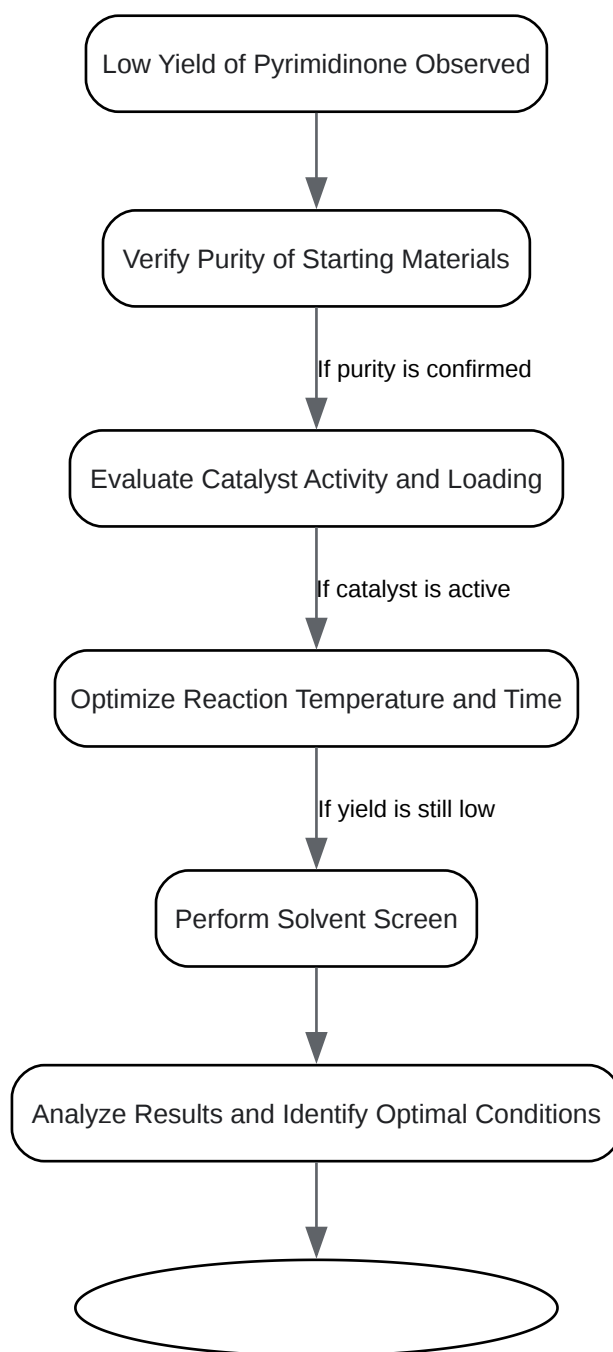 Low Yield of Pyrimidinone Observed
Verify Purity of Starting Materials
If purity is confirmed
Evaluate Catalyst Activity and Loading
If catalyst is active
Optimize Reaction Temperature and Time
If yield is still low
Perform Solvent Screen
Analyze Results and Identify Optimal Conditions